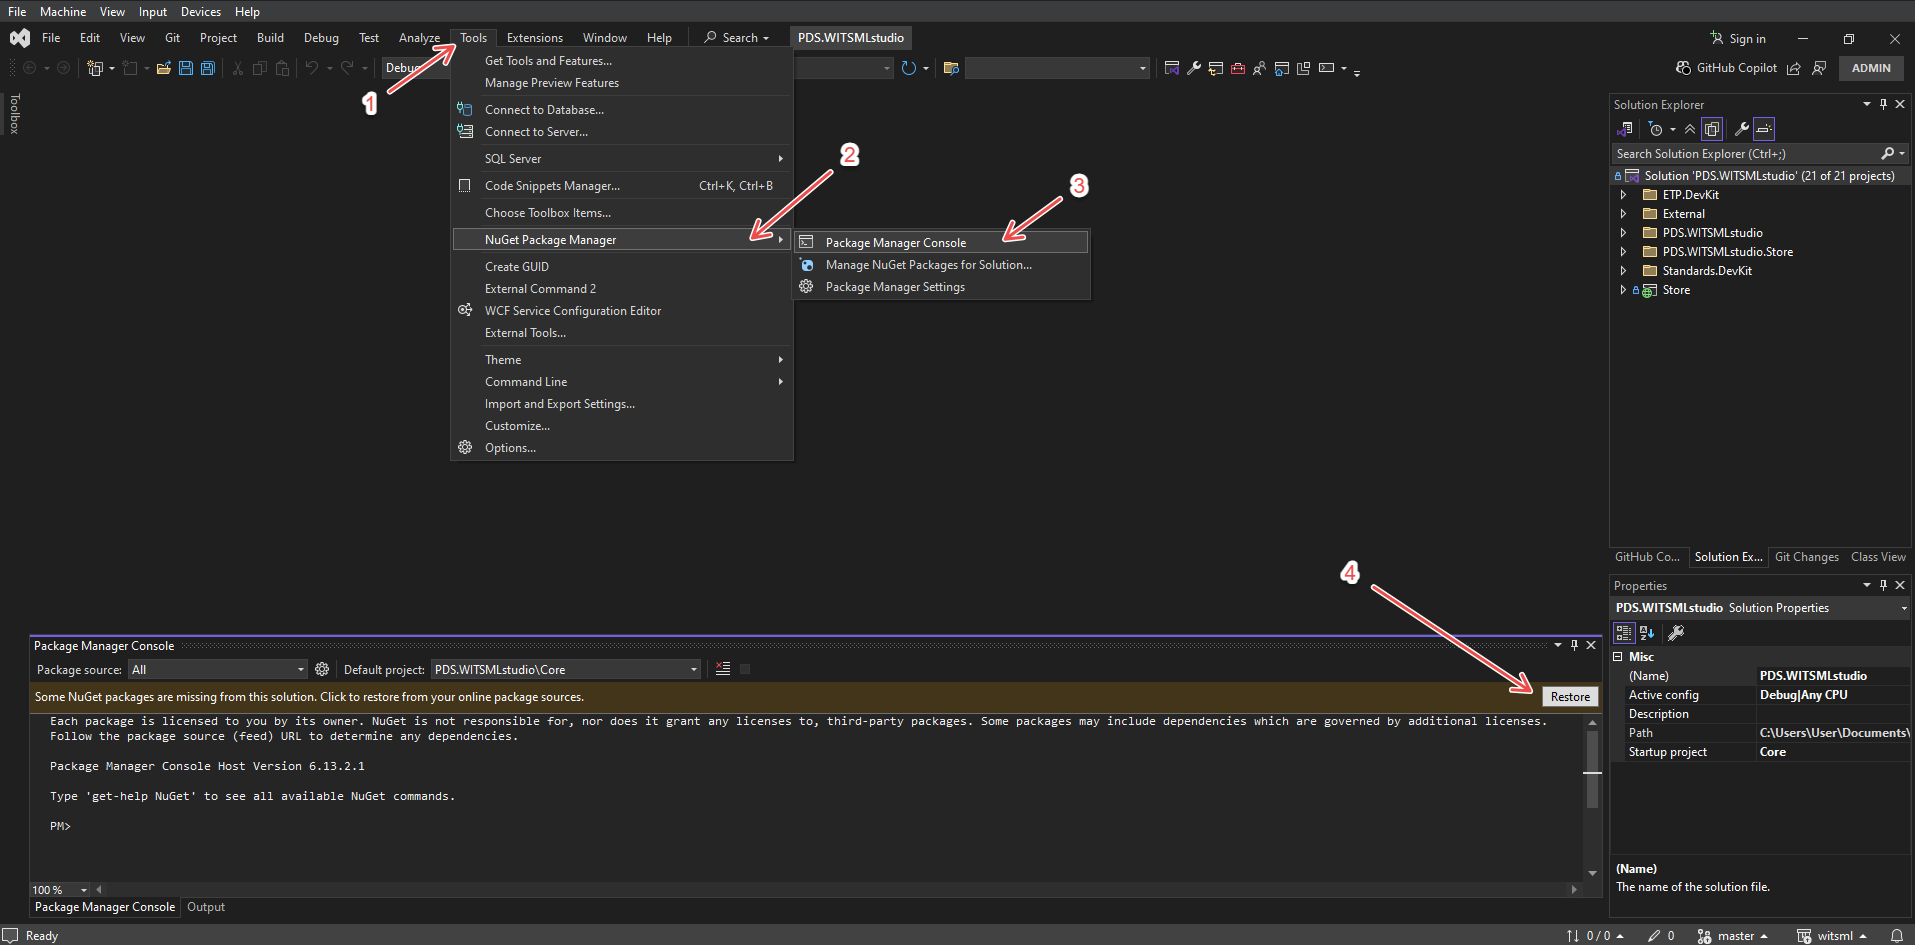 File Machine View Input Devices Help
File Edit View Git Project Build Debug Test Analyze Tools Extensions Window Help Search PDS.WITSMLstudio Sign in
Debug GitHub Copilot ADMIN
Toolbox
1
Get Tools and Features...
Manage Preview Features
Connect to Database...
Connect to Server...
SQL Server
Code Snippets Manager... Ctrl+K, Ctrl+B
Choose Toolbox Items...
NuGet Package Manager
Create GUID
External Command 2
WCF Service Configuration Editor
External Tools...
Theme
Command Line
Import and Export Settings...
Customize...
Options...
2
3
Package Manager Console
Manage NuGet Packages for Solution...
Package Manager Settings
Solution Explorer
Search Solution Explorer (Ctrl+;)
Solution 'PDS.WITSMLstudio' (21 of 21 projects)
ETP.DevKit
External
PDS.WITSMLstudio
PDS.WITSMLstudio.Store
Standards.DevKit
Store
GitHub Co... Solution Ex... Git Changes Class View
Properties
PDS.WITSMLstudio Solution Properties
Misc
(Name) PDS.WITSMLstudio
Active config Debug|Any CPU
Description
Path C:\Users\User\Documents\
Startup project Core
(Name)
The name of the solution file.
4
Package Manager Console
Package source: All Default project: PDS.WITSMLstudio\Core
Some NuGet packages are missing from this solution. Click to restore from your online package sources. Restore
Each package is licensed to you by its owner. NuGet is not responsible for, nor does it grant any licenses to, third-party packages. Some packages may include dependencies which are governed by additional licenses.
Follow the package source (feed) URL to determine any dependencies.
Package Manager Console Host Version 6.13.2.1
Type 'get-help NuGet' to see all available NuGet commands.
PM>
100 %
Package Manager Console Output
Ready 0 / 0 0 master witsml